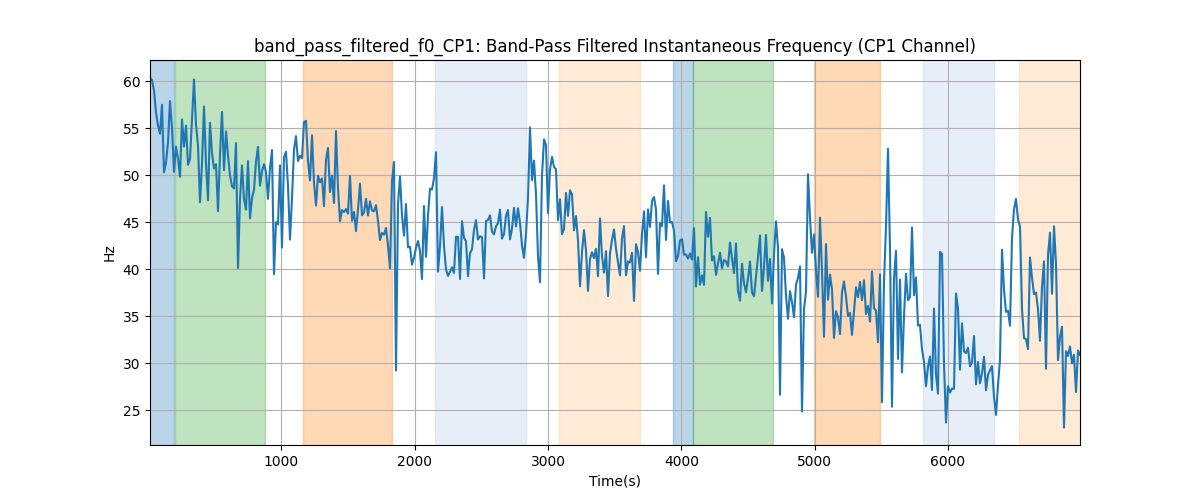 band_pass_filtered_f0_CP1: Band-Pass Filtered Instantaneous Frequency (CP1 Channel)
60
55
50
45
40
35
30
25
Hz
1000 2000 3000 4000 5000 6000
Time(s)